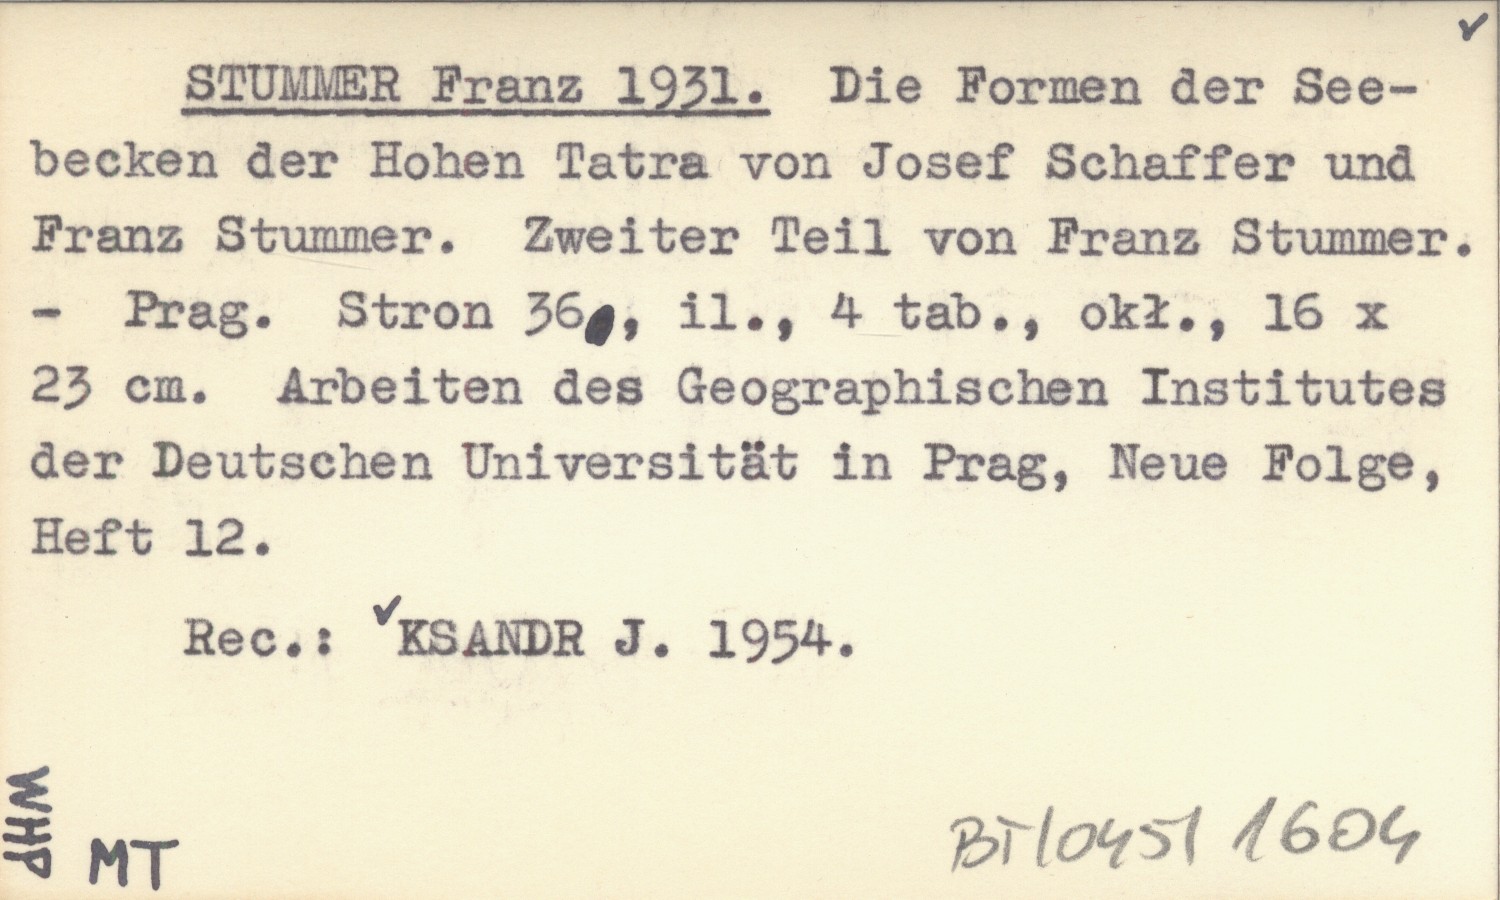 STUMMER Franz 1931. Die Formen der See-
becken der Hohen Tatra von Josef Schaffer und
Franz Stummer. Zweiter Teil von Franz Stummer.
- Prag. Stron 36, il., 4 tab., okł., 16 x
23 cm. Arbeiten des Geographischen Institutes
der Deutschen Universität in Prag, Neue Folge,
Heft 12.
Rec.: ✓KSANDR J. 1954.
WHP
MT
BT/045/1604